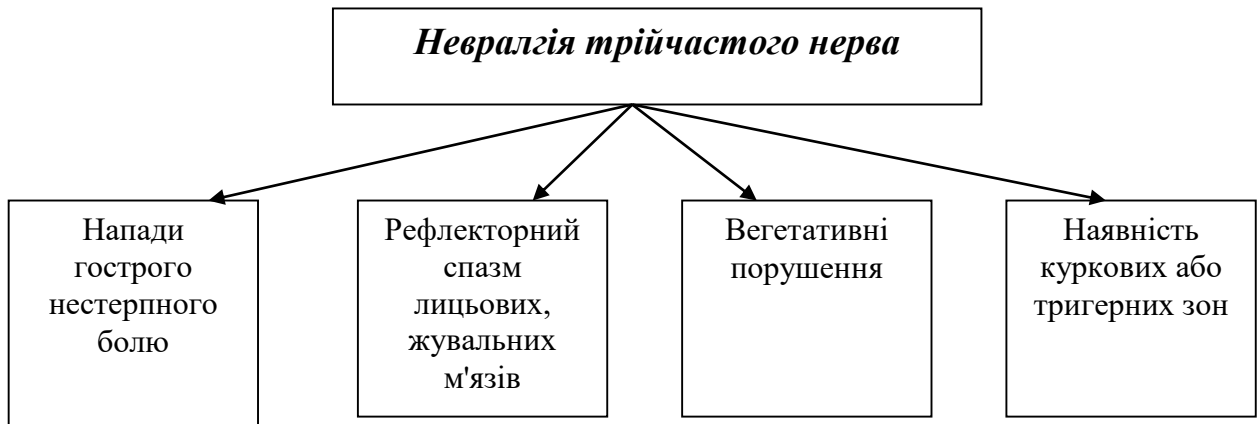 Невралгія трійчастого нерва
Напади
гострого
нестерпного
болю
Рефлекторний
спазм
лицьових,
жувальних
м'язів
Вегетативні
порушення
Наявність
куркових або
тригерних зон